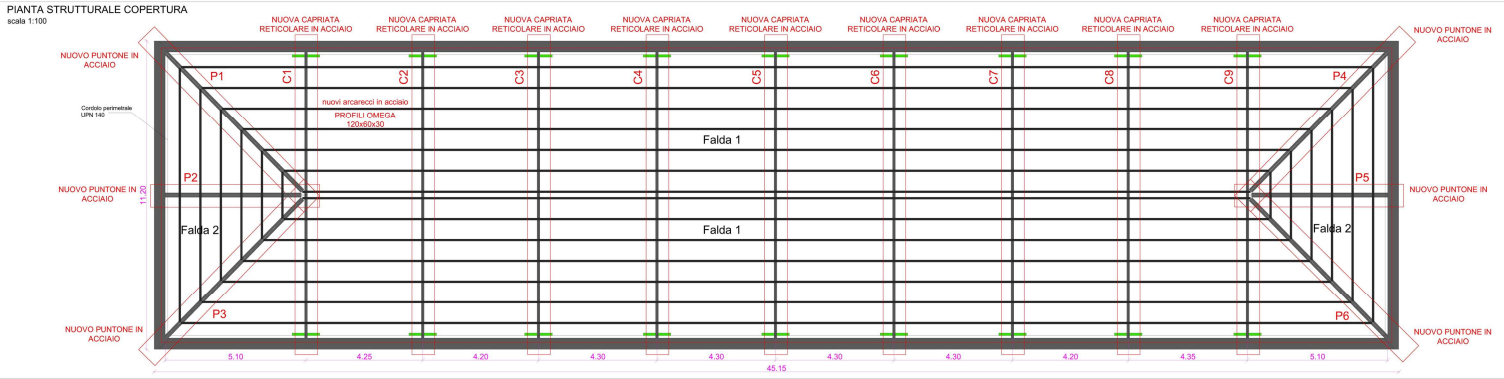 PIANTA STRUTTURALE COPERTURA
scala 1:100
NUOVA CAPRIATA
RETICOLARE IN ACCIAIO
NUOVA CAPRIATA
RETICOLARE IN ACCIAIO
NUOVA CAPRIATA
RETICOLARE IN ACCIAIO
NUOVA CAPRIATA
RETICOLARE IN ACCIAIO
NUOVA CAPRIATA
RETICOLARE IN ACCIAIO
NUOVA CAPRIATA
RETICOLARE IN ACCIAIO
NUOVA CAPRIATA
RETICOLARE IN ACCIAIO
NUOVA CAPRIATA
RETICOLARE IN ACCIAIO
NUOVA CAPRIATA
RETICOLARE IN ACCIAIO
NUOVO PUNTONE IN
ACCIAIO
NUOVO PUNTONE IN
ACCIAIO
P1
C1
C2
C3
C4
C5
C6
C7
C8
C9
P4
nuovi arcarecci in acciaio
PROFILI OMEGA
120x60x30
Cordolo perimetrale
UPN 140
Falda 1
NUOVO PUNTONE IN
ACCIAIO
11.20
P2
P5
NUOVO PUNTONE IN
ACCIAIO
Falda 2
Falda 1
Falda 2
P3
P6
NUOVO PUNTONE IN
ACCIAIO
NUOVO PUNTONE IN
ACCIAIO
5.10
4.25
4.20
4.30
4.30
4.30
4.30
4.20
4.35
5.10
45.15